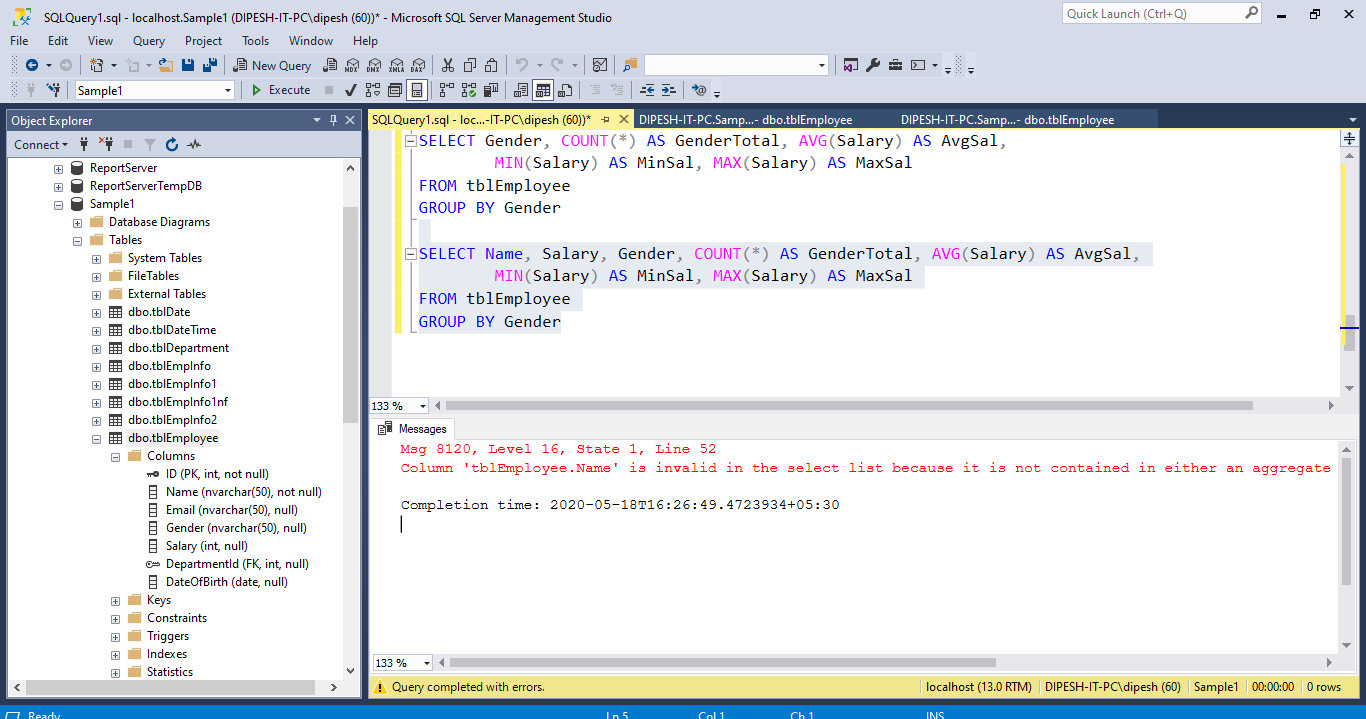 SQLQuery1.sql - localhost.Sample1 (DIPESH-IT-PC\dipesh (60))* - Microsoft SQL Server Management Studio
Quick Launch (Ctrl+Q)
File Edit View Query Project Tools Window Help
New Query MDX DMX XMLA DAX
Sample1 Execute
Object Explorer
Connect
ReportServer
ReportServerTempDB
Sample1
Database Diagrams
Tables
System Tables
FileTables
External Tables
dbo.tblDate
dbo.tblDateTime
dbo.tblDepartment
dbo.tblEmpInfo
dbo.tblEmpInfo1
dbo.tblEmpInfo1nf
dbo.tblEmpInfo2
dbo.tblEmployee
Columns
ID (PK, int, not null)
Name (nvarchar(50), not null)
Email (nvarchar(50), null)
Gender (nvarchar(50), null)
Salary (int, null)
DepartmentId (FK, int, null)
DateOfBirth (date, null)
Keys
Constraints
Triggers
Indexes
Statistics
SQLQuery1.sql - loc...-IT-PC\dipesh (60))* DIPESH-IT-PC.Samp...- dbo.tblEmployee DIPESH-IT-PC.Samp...- dbo.tblEmployee
SELECT Gender, COUNT(*) AS GenderTotal, AVG(Salary) AS AvgSal,
MIN(Salary) AS MinSal, MAX(Salary) AS MaxSal
FROM tblEmployee
GROUP BY Gender
SELECT Name, Salary, Gender, COUNT(*) AS GenderTotal, AVG(Salary) AS AvgSal,
MIN(Salary) AS MinSal, MAX(Salary) AS MaxSal
FROM tblEmployee
GROUP BY Gender
133 %
Messages
Msg 8120, Level 16, State 1, Line 52
Column 'tblEmployee.Name' is invalid in the select list because it is not contained in either an aggregate
Completion time: 2020-05-18T16:26:49.4723934+05:30
133 %
Query completed with errors. localhost (13.0 RTM) DIPESH-IT-PC\dipesh (60) Sample1 00:00:00 0 rows
Ready Ln 5 Col 1 Ch 1 INS